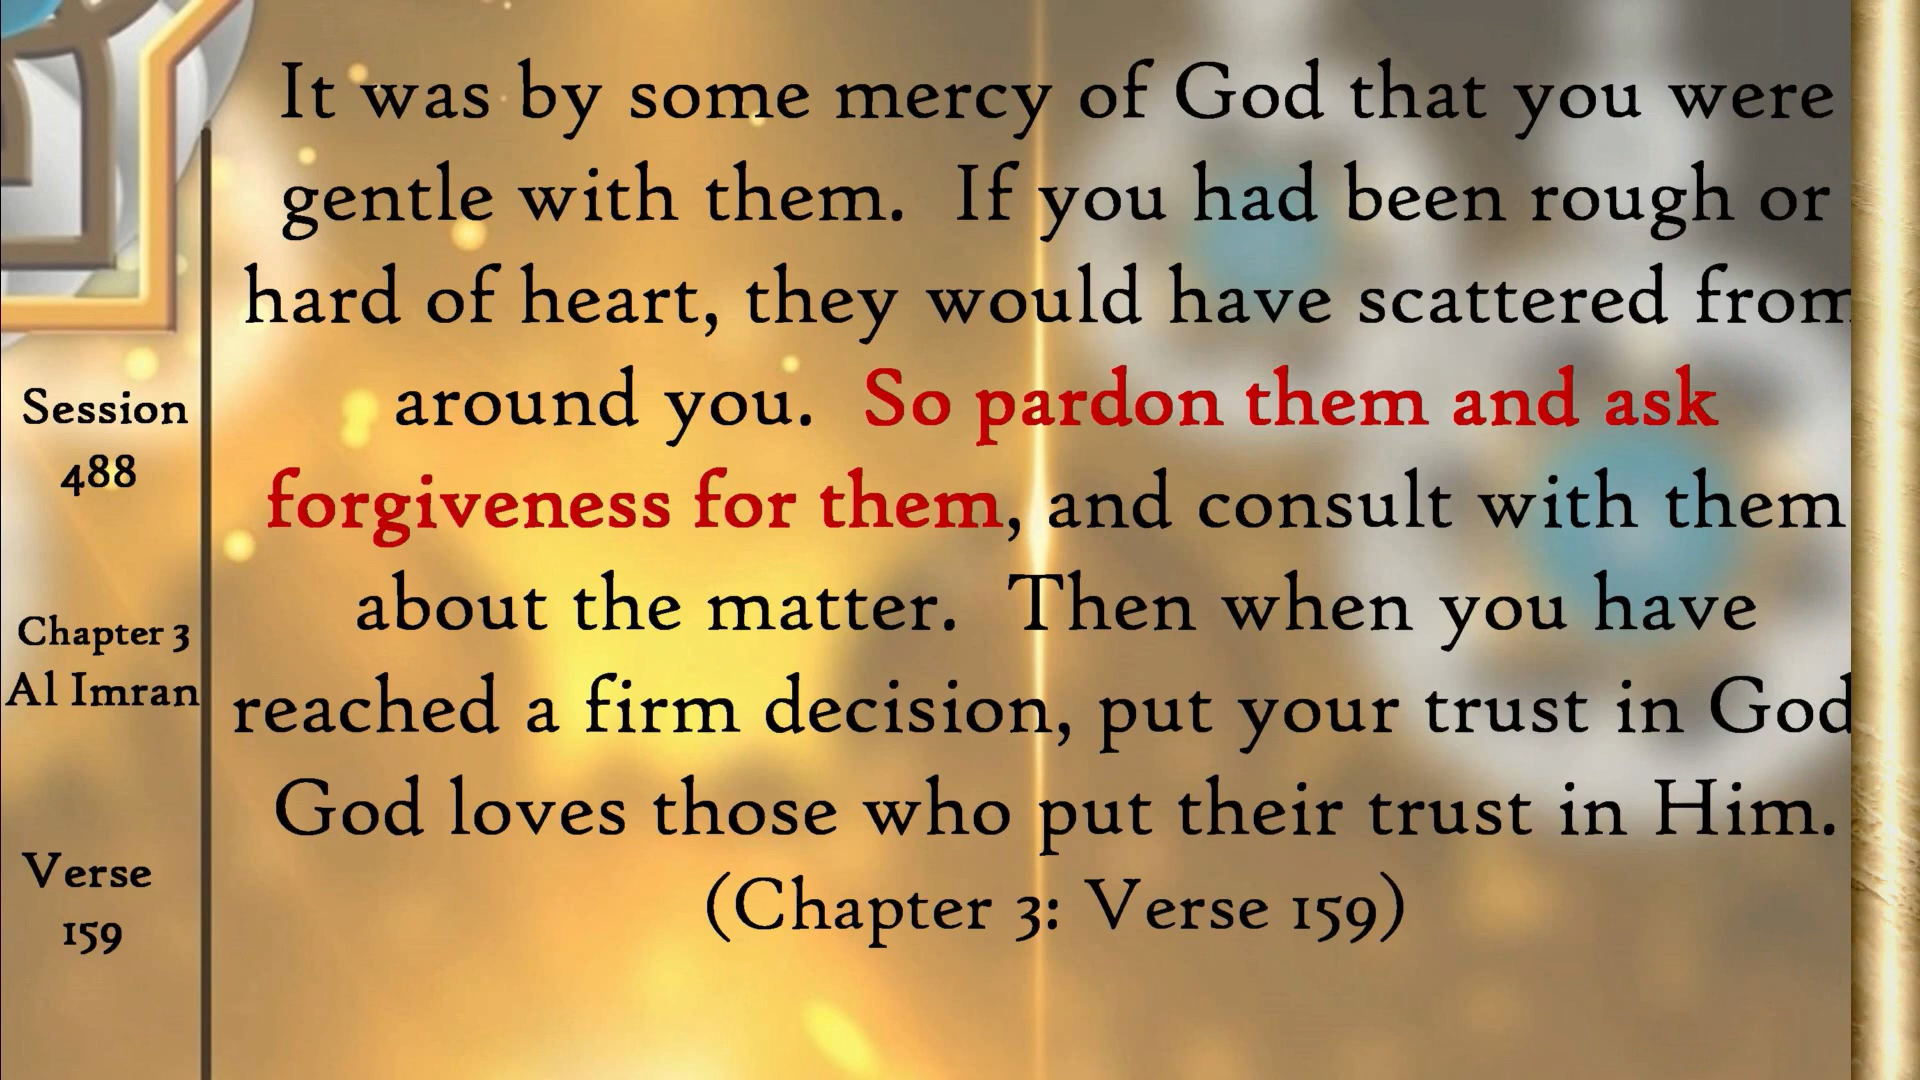 It was by some mercy of God that you were
gentle with them. If you had been rough or
hard of heart, they would have scattered from
around you. So pardon them and ask
forgiveness for them, and consult with them
about the matter. Then when you have
reached a firm decision, put your trust in God
God loves those who put their trust in Him.
(Chapter 3: Verse 159)
Session
488
Chapter 3
Al Imran
Verse
159